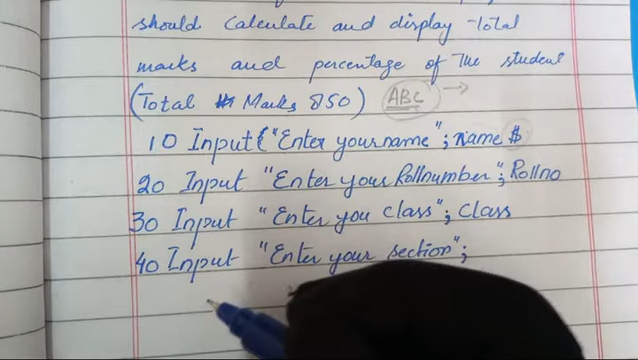 should calculate and display total
marks and percentage of The student
(Total Marks 850) ABC →
10 Input ("Enter your name"; name $
20 Input "Enter your Rollnumber"; Rollno
30 Input "Enter you class"; Class
40 Input "Enter your section";